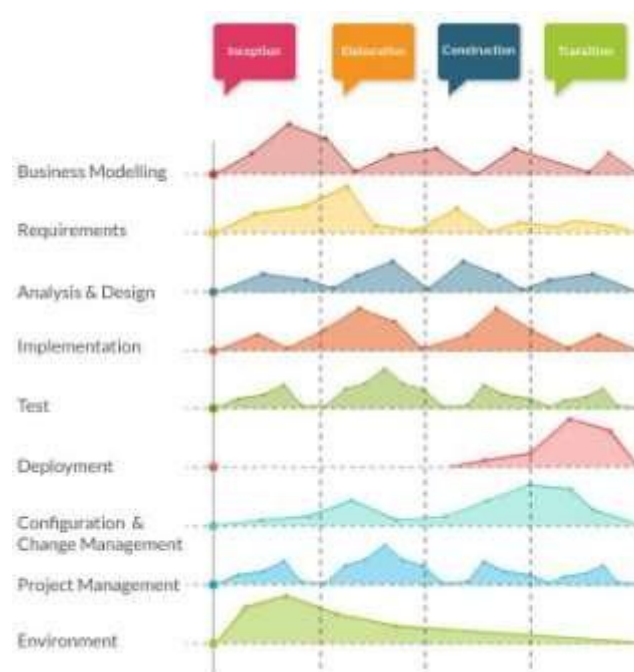 Inception
Elaboration
Construction
Transition
Business Modelling
Requirements
Analysis & Design
Implementation
Test
Deployment
Configuration &
Change Management
Project Management
Environment